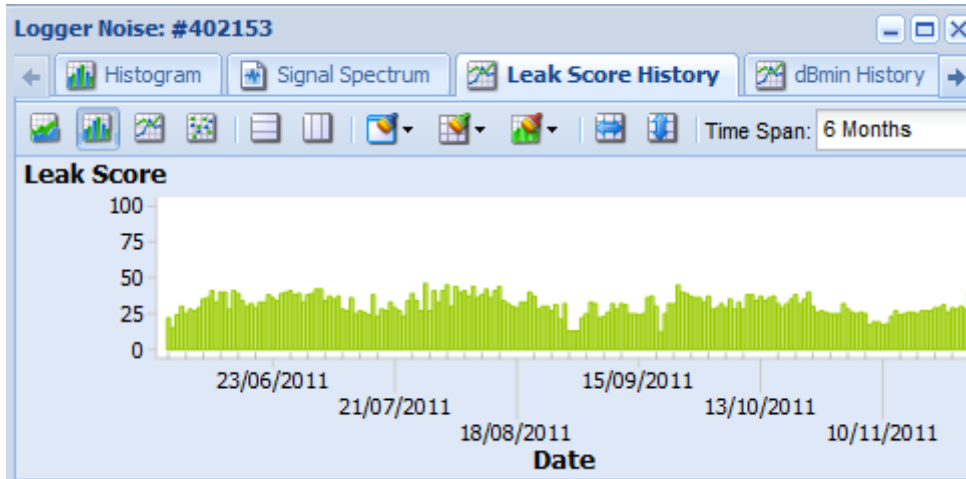 Logger Noise: #402153
Histogram Signal Spectrum Leak Score History dBmin History
Time Span: 6 Months
Leak Score
100
75
50
25
0
23/06/2011 15/09/2011
21/07/2011 13/10/2011
18/08/2011 10/11/2011
Date